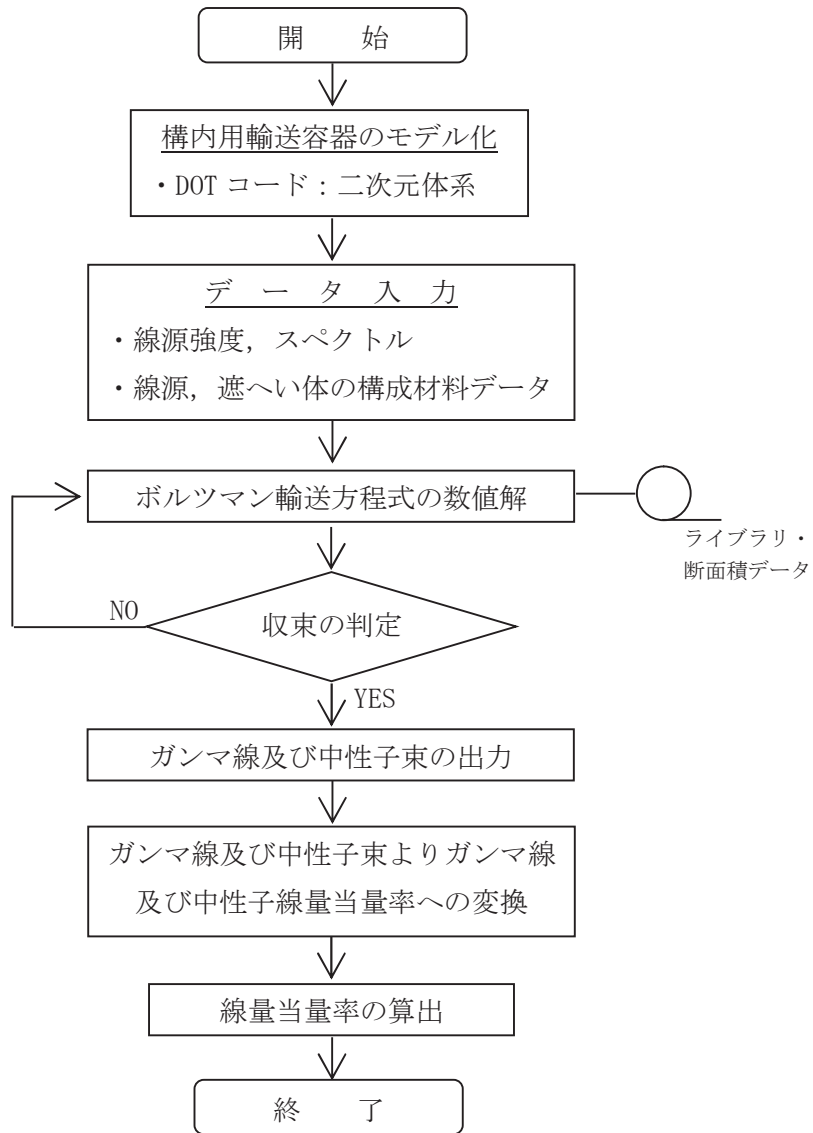 開　　始
構内用輸送容器のモデル化
・DOT コード：二次元体系
デ　ー　タ　入　力
・線源強度，スペクトル
・線源，遮へい体の構成材料データ
ボルツマン輸送方程式の数値解
ライブラリ・
断面積データ
NO
収束の判定
YES
ガンマ線及び中性子束の出力
ガンマ線及び中性子束よりガンマ線
及び中性子線量当量率への変換
線量当量率の算出
終　　了